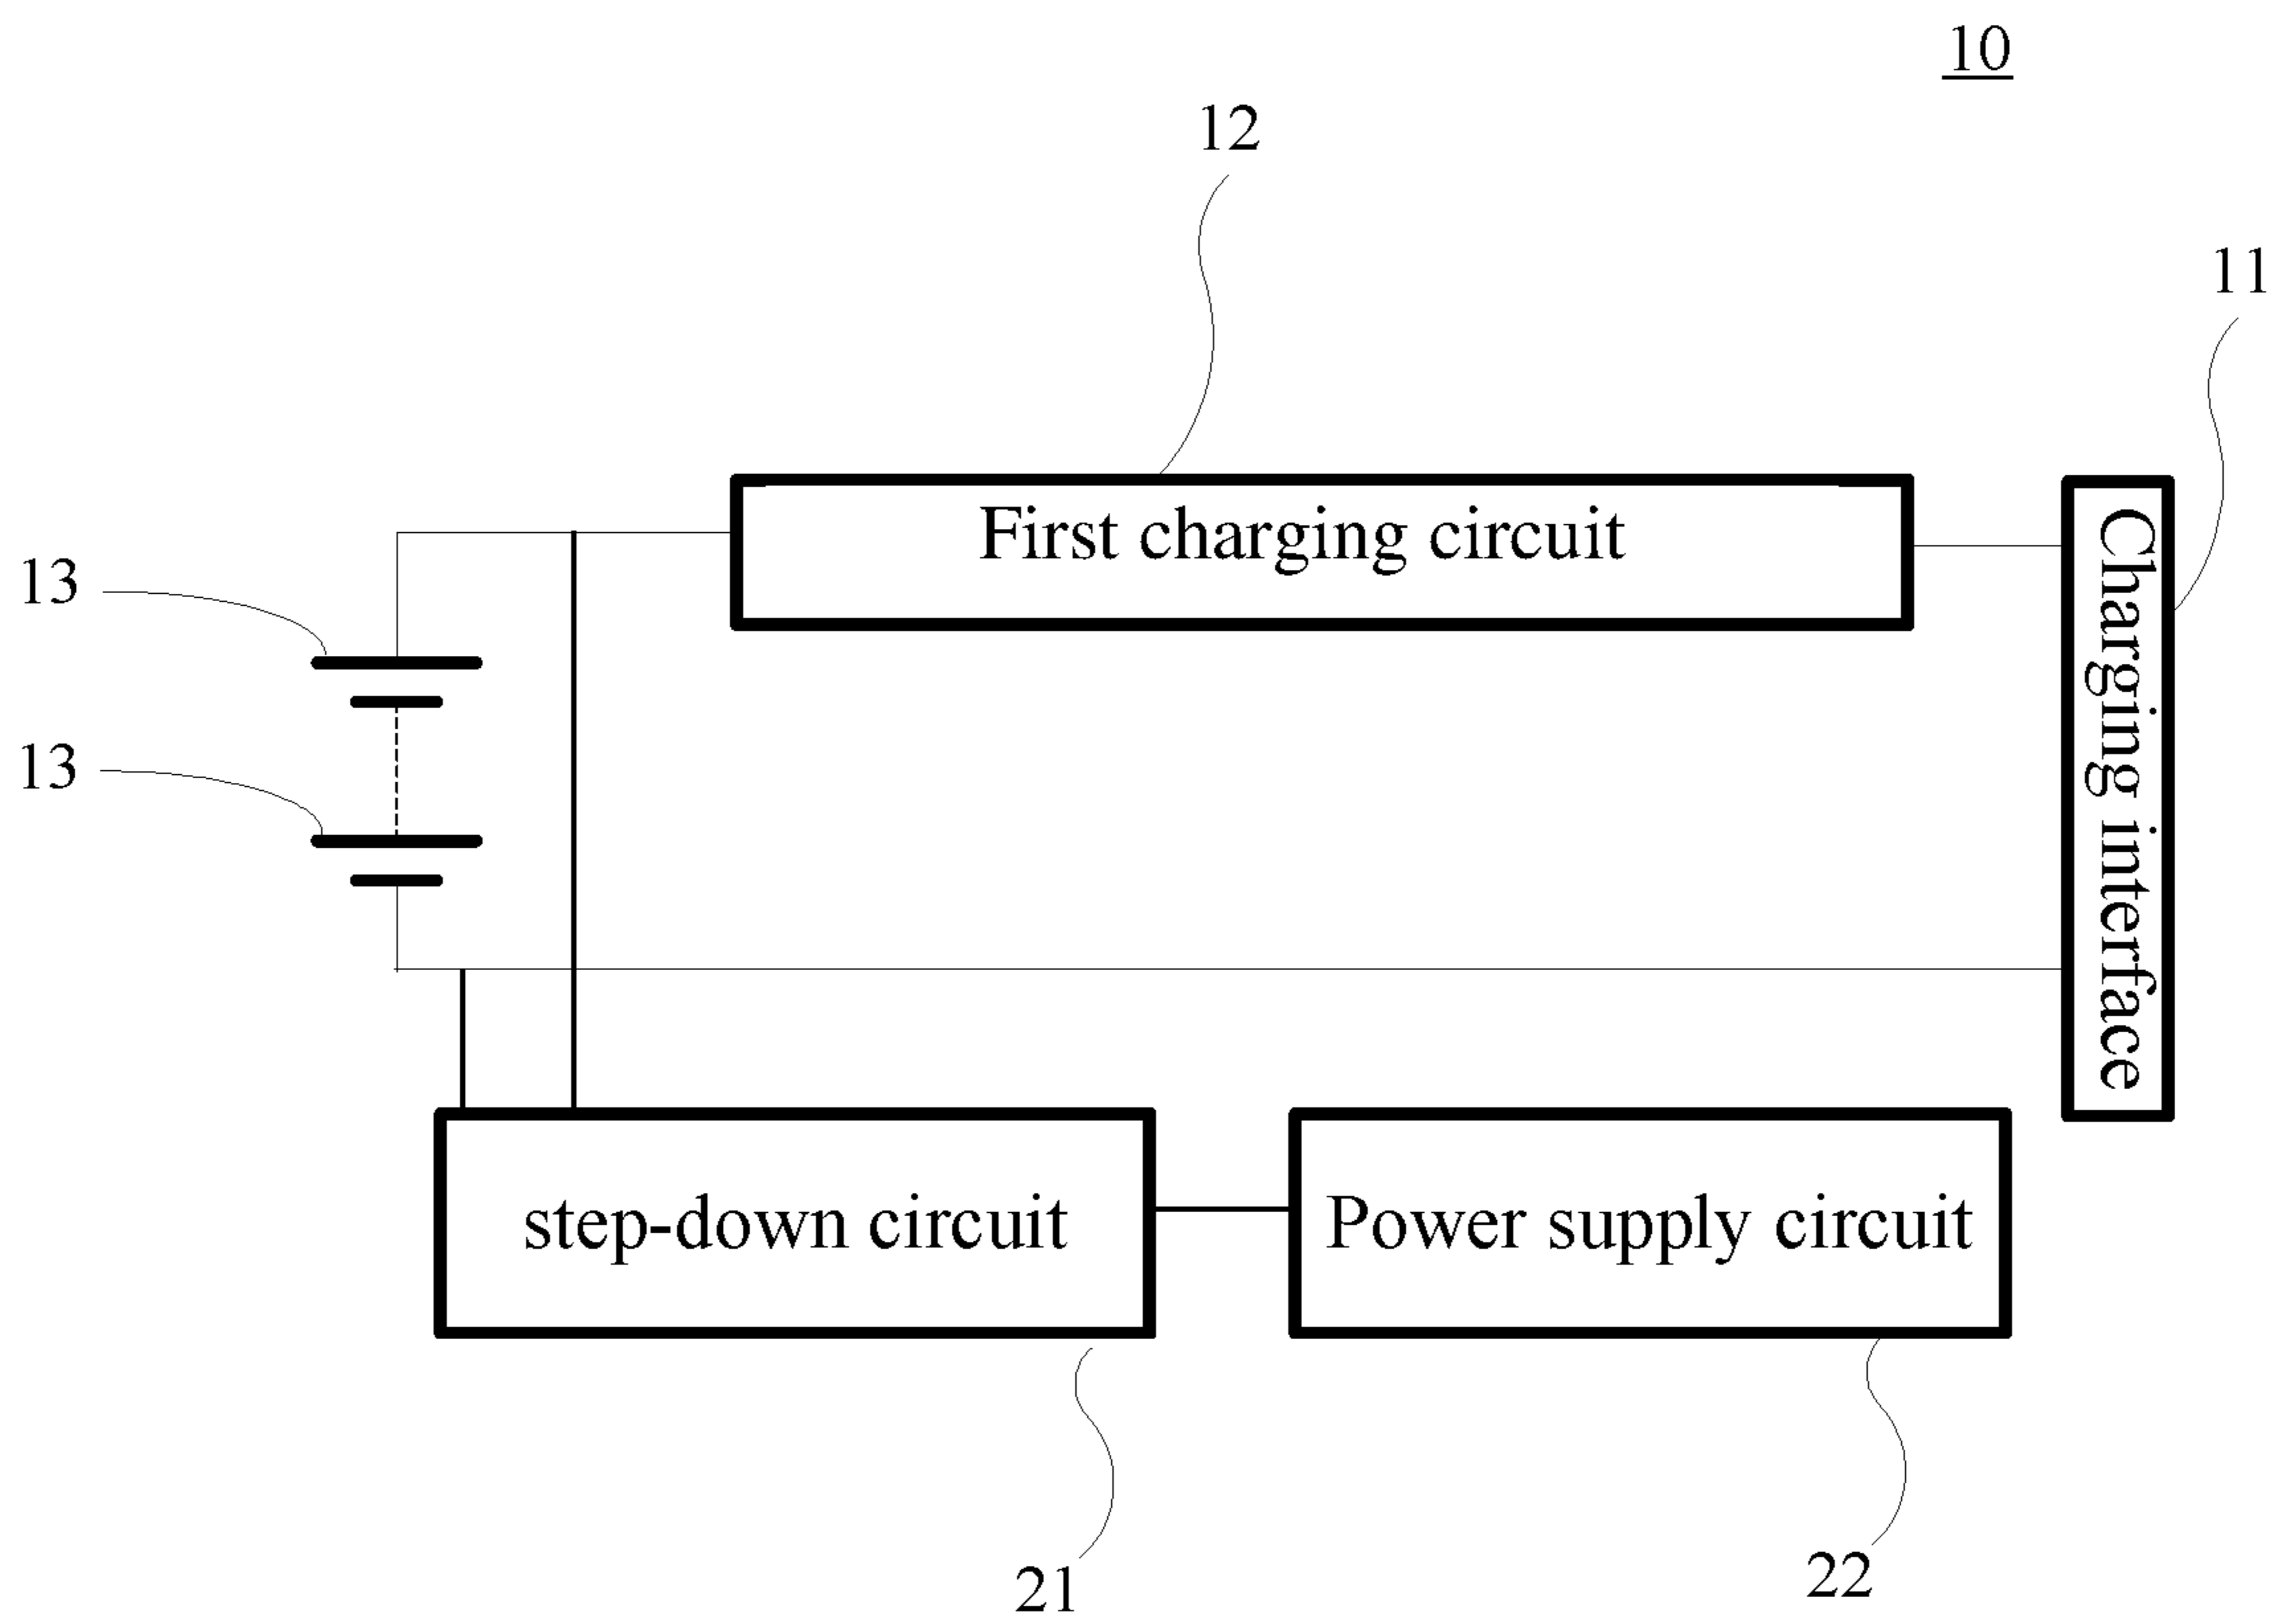 10
12
11
First charging circuit
Charging interface
13
13
step-down circuit
Power supply circuit
21
22